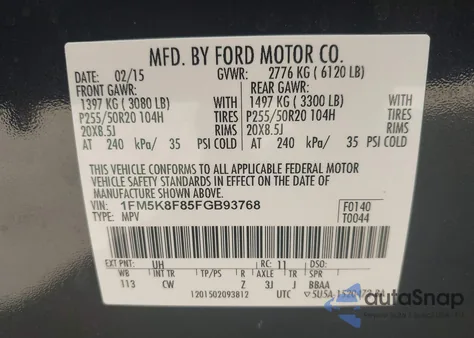 MFD. BY FORD MOTOR CO.
DATE: 02/15 GVWR: 2776 KG ( 6120 LB)
FRONT GAWR: REAR GAWR:
1397 KG ( 3080 LB) WITH 1497 KG ( 3300 LB) WITH
P255/50R20 104H TIRES P255/50R20 104H TIRES
20X8.5J RIMS 20X8.5J RIMS
AT 240 kPa/ 35 PSI COLD AT 240 kPa/ 35 PSI COLD
THIS VEHICLE CONFORMS TO ALL APPLICABLE FEDERAL MOTOR
VEHICLE SAFETY AND THEFT PREVENTION STANDARDS IN EFFECT ON THE
DATE OF MANUFACTURE SHOWN ABOVE.
VIN: 1FM5K8F85FGB93768 F0140
TYPE: MPV T0044
EXT PNT: UH RC: 11 DSO:
WB INT TR TP/PS R AXLE TR SPR
113 CW Z 3J J BBAA
1201502093812 UTC
autoSnap